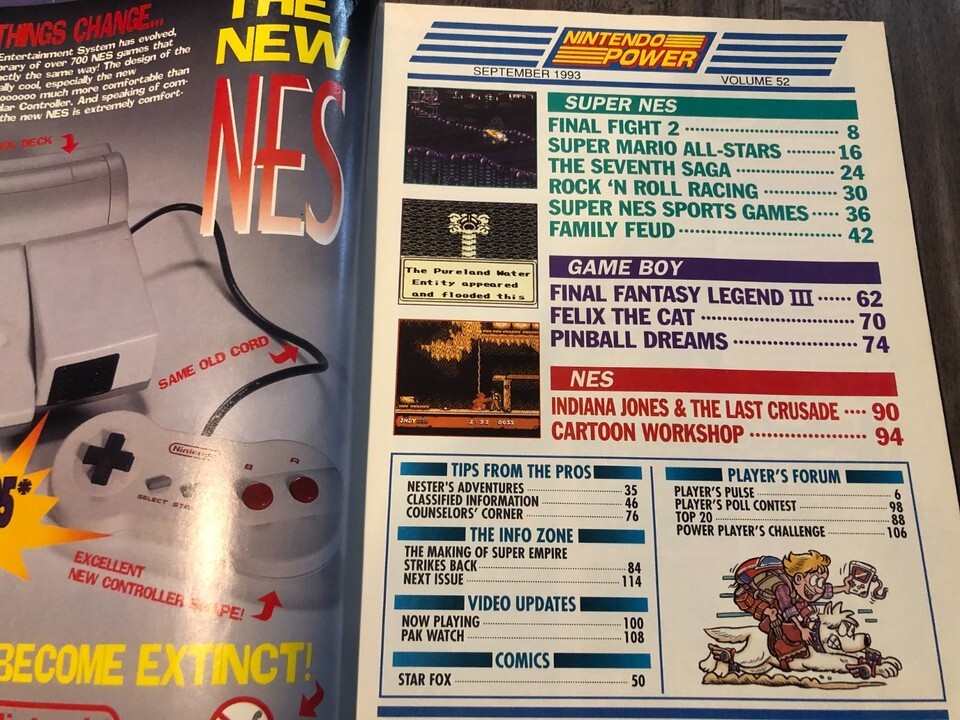 THINGS CHANGE...
Entertainment System has evolved,
brary of over 700 NES games that
ctly the same way! The design of the
ally cool, especially the new
oooooo much more comfortable than
lar Controller. And speaking of com-
the new NES is extremely comfort-
DECK
THE
NEW
NES
SAME OLD CORD
Nintendo
SELECT
B
A
EXCELLENT
NEW CONTROLLER SHAPE!
BECOME EXTINCT!
NINTENDO
POWER
SEPTEMBER 1993
VOLUME 52
SUPER NES
FINAL FIGHT 2 8
SUPER MARIO ALL-STARS 16
THE SEVENTH SAGA 24
ROCK 'N ROLL RACING 30
SUPER NES SPORTS GAMES 36
FAMILY FEUD 42
The Pureland Water
Entity appeared
and flooded this
GAME BOY
FINAL FANTASY LEGEND III 62
FELIX THE CAT 70
PINBALL DREAMS 74
INDY
BOSS
NES
INDIANA JONES & THE LAST CRUSADE 90
CARTOON WORKSHOP 94
TIPS FROM THE PROS
NESTER'S ADVENTURES 35
CLASSIFIED INFORMATION 46
COUNSELORS' CORNER 76
THE INFO ZONE
THE MAKING OF SUPER EMPIRE
STRIKES BACK 84
NEXT ISSUE 114
VIDEO UPDATES
NOW PLAYING 100
PAK WATCH 108
COMICS
STAR FOX 50
PLAYER'S FORUM
PLAYER'S PULSE 6
PLAYER'S POLL CONTEST 98
TOP 20 88
POWER PLAYER'S CHALLENGE 106